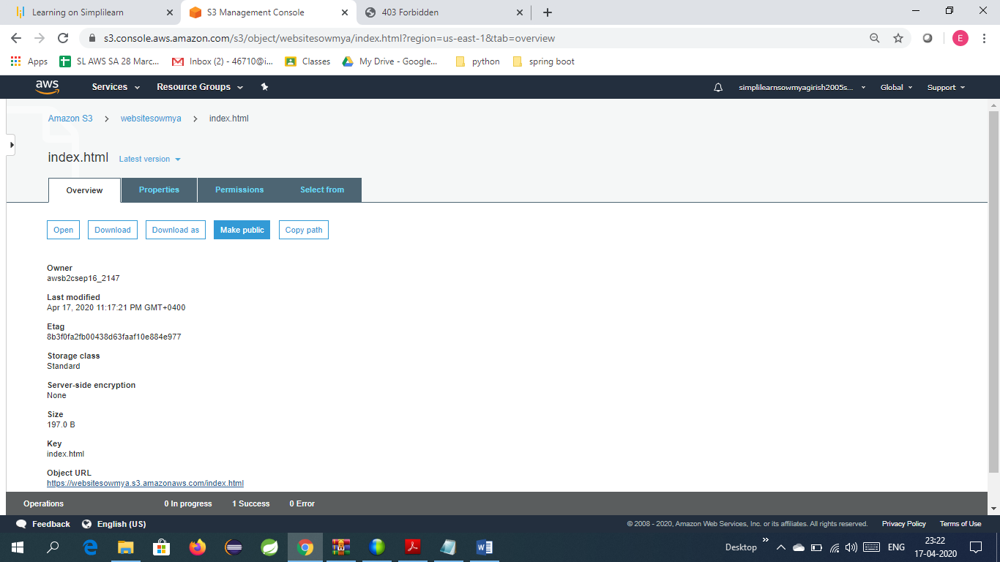 Learning on Simplilearn
S3 Management Console
403 Forbidden
s3.console.aws.amazon.com/s3/object/websitesowmya/index.html?region=us-east-1&tab=overview
E
Apps
SL AWS SA 28 Marc...
Inbox (2) - 46710@i...
Classes
My Drive - Google...
python
spring boot
aws
Services
Resource Groups
simplilearnsowmyagirish2005s...
Global
Support
Amazon S3 > websitesowmya > index.html
index.html Latest version
Overview Properties Permissions Select from
Open Download Download as Make public Copy path
Owner
awsb2csep16_2147
Last modified
Apr 17, 2020 11:17:21 PM GMT+0400
Etag
8b3f0fa2fb00438d63faaf10e884e977
Storage class
Standard
Server-side encryption
None
Size
197.0 B
Key
index.html
Object URL
https://websitesowmya.s3.amazonaws.com/index.html
Operations 0 In progress 1 Success 0 Error
Feedback English (US) © 2008 - 2020, Amazon Web Services, Inc. or its affiliates. All rights reserved. Privacy Policy Terms of Use
Desktop
ENG
23:22
17-04-2020